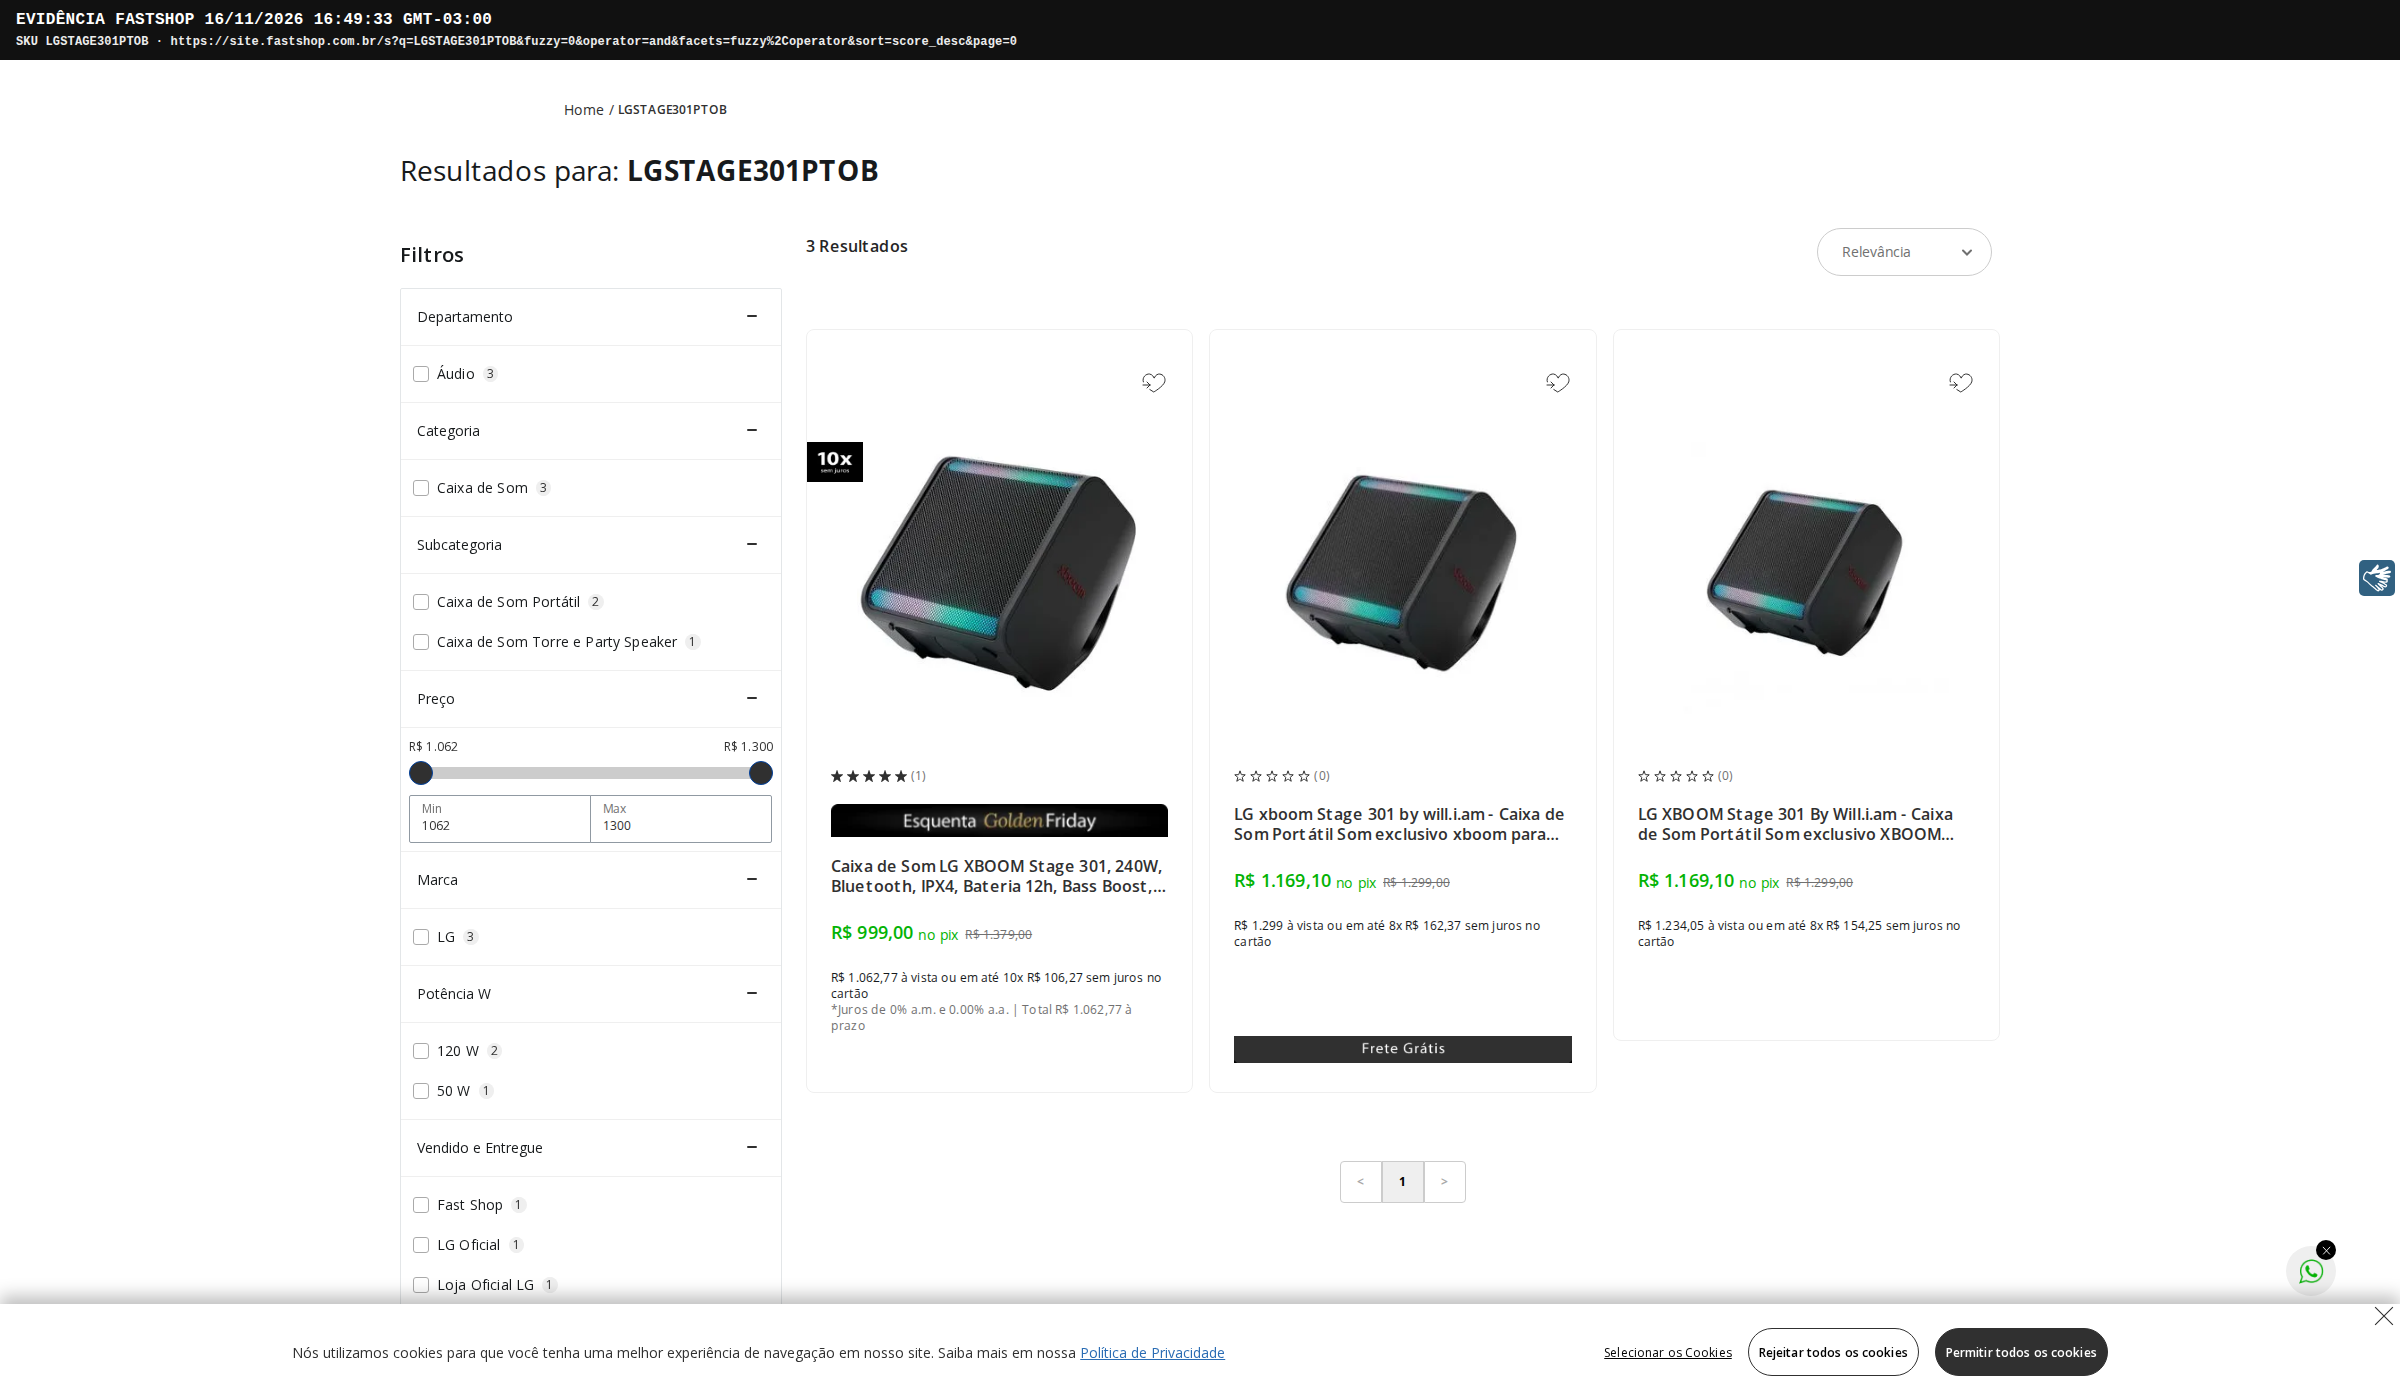 EVIDÊNCIA FASTSHOP 16/11/2026 16:49:33 GMT-03:00
SKU LGSTAGE301PTOB · https://site.fastshop.com.br/s?q=LGSTAGE301PTOB&fuzzy=0&operator=and&facets=fuzzy%2Coperator&sort=score_desc&page=0
Home / LGSTAGE301PTOB
Resultados para: LGSTAGE301PTOB
Filtros
Departamento
Áudio 3
Categoria
Caixa de Som 3
Subcategoria
Caixa de Som Portátil 2
Caixa de Som Torre e Party Speaker 1
Preço
R$ 1.062 R$ 1.300
Min Max
1062 1300
Marca
LG 3
Potência W
120 W 2
50 W 1
Vendido e Entregue
Fast Shop 1
LG Oficial 1
Loja Oficial LG 1
3 Resultados
Relevância
10x
sem juros
xboom
(1)
Esquenta Golden Friday
Caixa de Som LG XBOOM Stage 301, 240W,
Bluetooth, IPX4, Bateria 12h, Bass Boost,...
R$ 999,00 no pix R$ 1.379,00
R$ 1.062,77 à vista ou em até 10x R$ 106,27 sem juros no
cartão
*Juros de 0% a.m. e 0.00% a.a. | Total R$ 1.062,77 à
prazo
xboom
(0)
LG xboom Stage 301 by will.i.am - Caixa de
Som Portátil Som exclusivo xboom para...
R$ 1.169,10 no pix R$ 1.299,00
R$ 1.299 à vista ou em até 8x R$ 162,37 sem juros no
cartão
Frete Grátis
xboom
(0)
LG XBOOM Stage 301 By Will.i.am - Caixa
de Som Portátil Som exclusivo XBOOM...
R$ 1.169,10 no pix R$ 1.299,00
R$ 1.234,05 à vista ou em até 8x R$ 154,25 sem juros no
cartão
< 1 >
Nós utilizamos cookies para que você tenha uma melhor experiência de navegação em nosso site. Saiba mais em nossa Política de Privacidade
Selecionar os Cookies
Rejeitar todos os cookies
Permitir todos os cookies